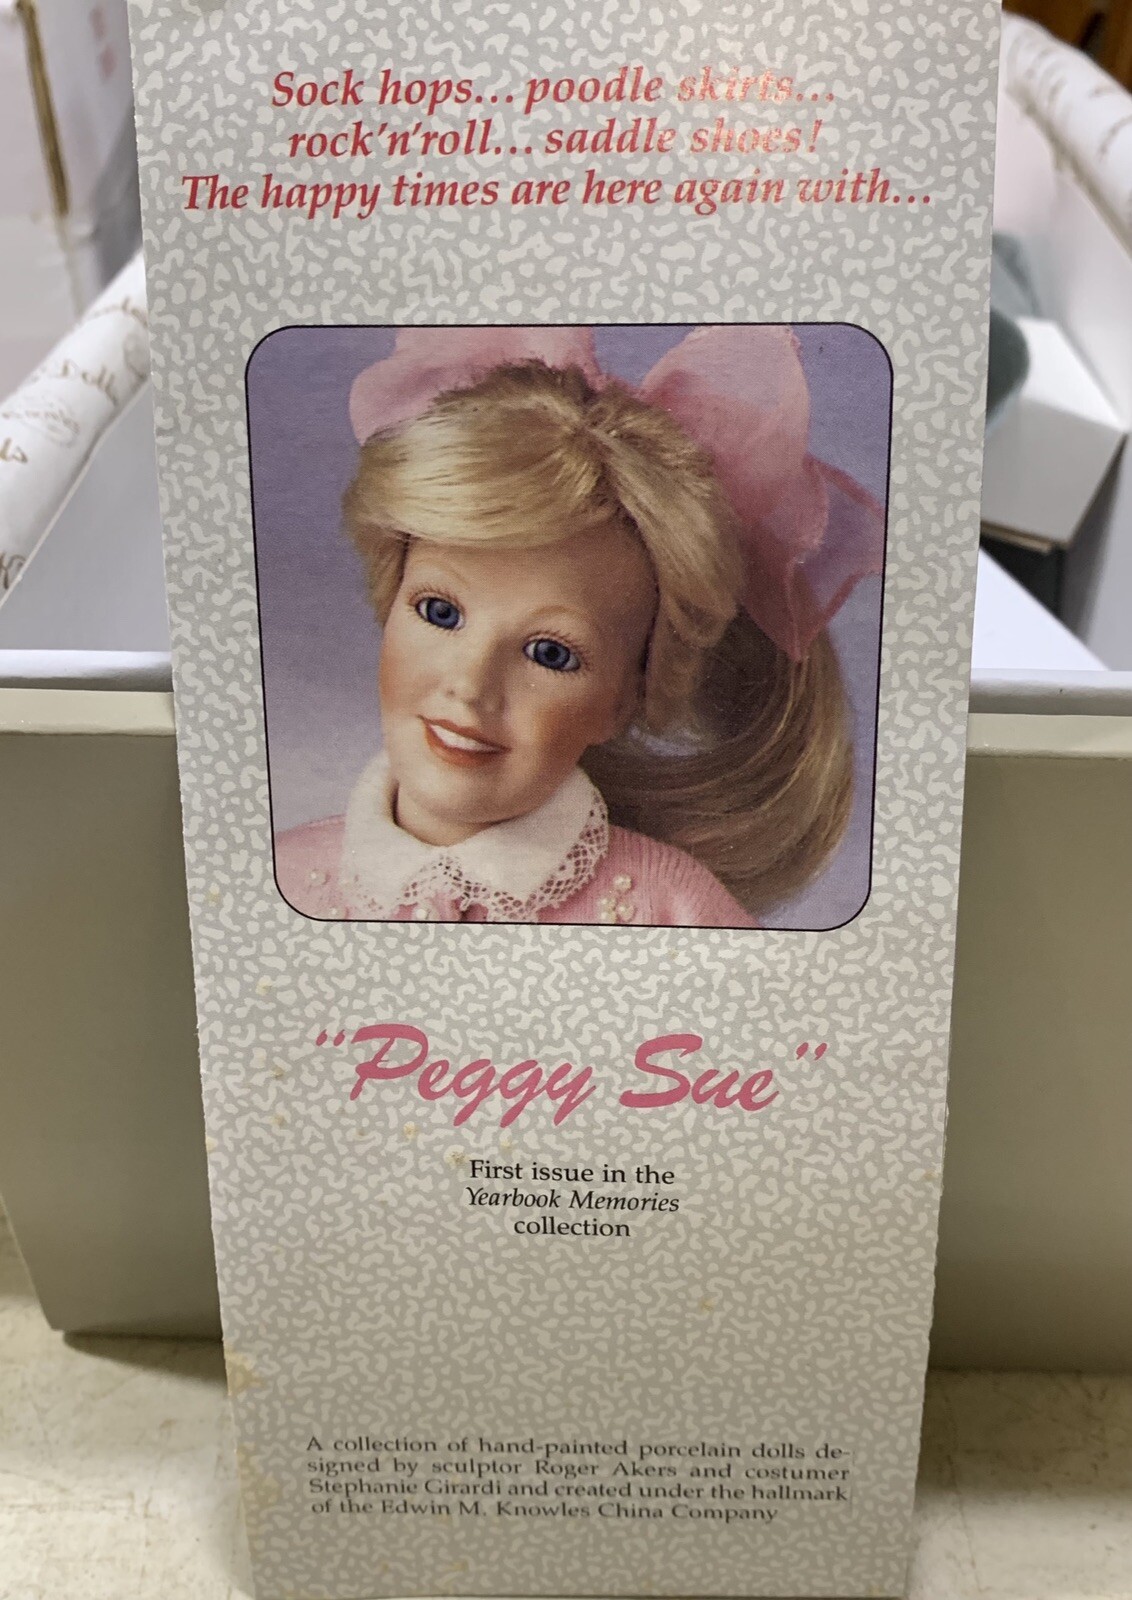 Sock hops... poodle skirts...
rock'n'roll... saddle shoes!
The happy times are here again with...
"Peggy Sue"
First issue in the
Yearbook Memories
collection
A collection of hand-painted porcelain dolls de-
signed by sculptor Roger Akers and costumer
Stephanie Girardi and created under the hallmark
of the Edwin M. Knowles China Company